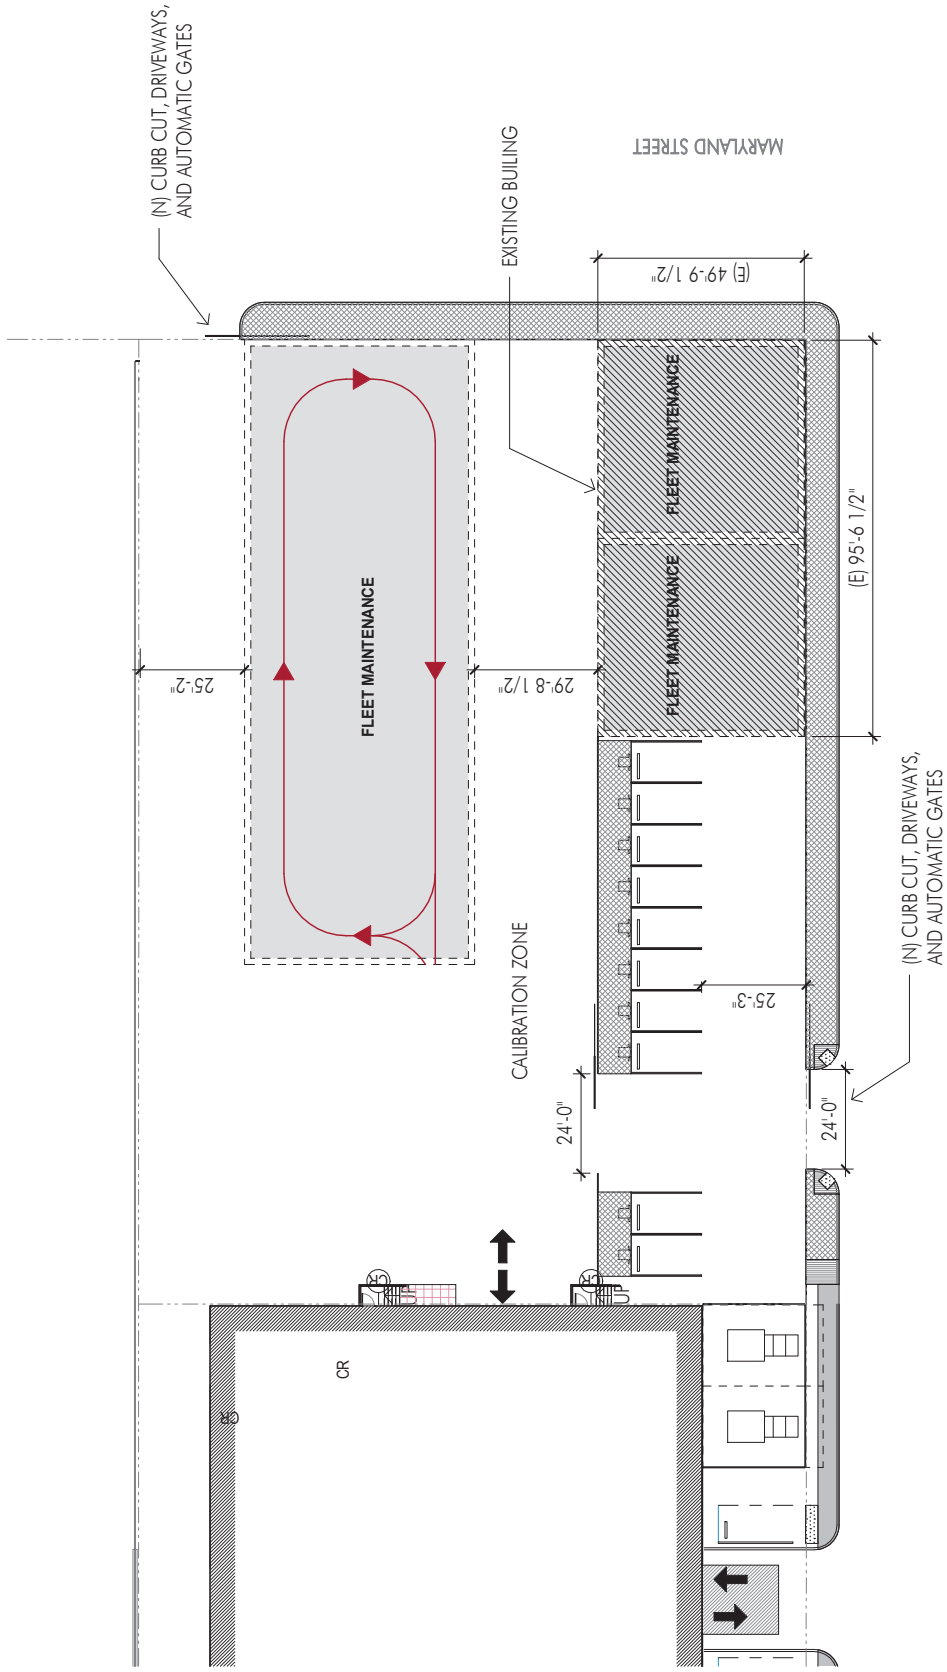 (N) CURB CUT, DRIVEWAYS,
AND AUTOMATIC GATES
MARYLAND STREET
EXISTING BUILING
(E) 49'-9 1/2"
FLEET MAINTENANCE
FLEET MAINTENANCE
FLEET MAINTENANCE
(E) 95'-6 1/2"
25'-2"
29'-8 1/2"
CALIBRATION ZONE
25'-3"
24'-0"
24'-0"
(N) CURB CUT, DRIVEWAYS,
AND AUTOMATIC GATES
CR
UP
CR
UP
CR
CR